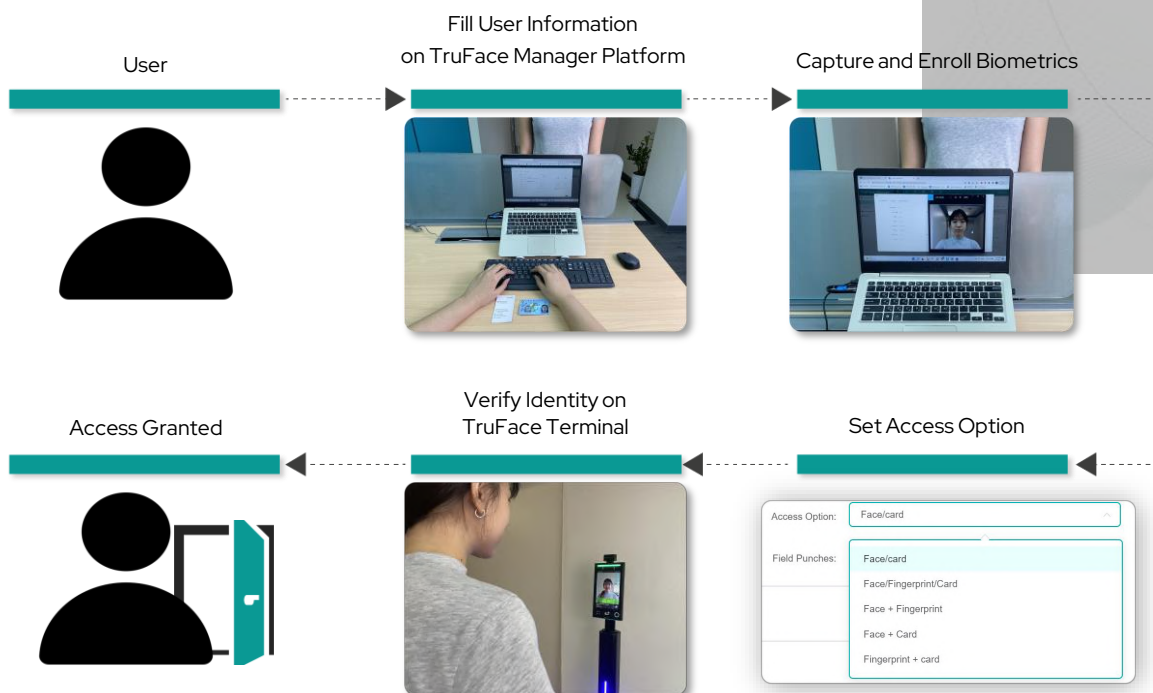 User
Fill User Information
on TruFace Manager Platform
Capture and Enroll Biometrics
Access Granted
Verify Identity on
TruFace Terminal
Set Access Option
Access Option:
Face/card
Field Punches:
Face/card
Face/Fingerprint/Card
Face + Fingerprint
Face + Card
Fingerprint + card